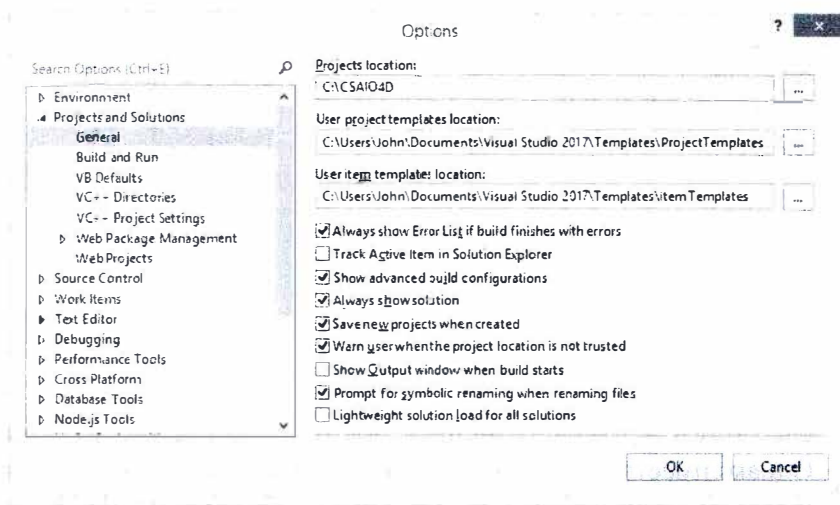 Options
?
Search Options (Ctrl+E)
Environment
Projects and Solutions
General
Build and Run
VB Defaults
VC++ Directories
VC++ Project Settings
Web Package Management
Web Projects
Source Control
Work Items
Text Editor
Debugging
Performance Tools
Cross Platform
Database Tools
Node.js Tools
Projects location:
C:\CSAIO4D
...
User project templates location:
C:\Users\John\Documents\Visual Studio 2017\Templates\ProjectTemplates
...
User item templates location:
C:\Users\John\Documents\Visual Studio 2017\Templates\ItemTemplates
...
Always show Error List if build finishes with errors
Track Active Item in Solution Explorer
Show advanced build configurations
Always show solution
Save new projects when created
Warn user when the project location is not trusted
Show Output window when build starts
Prompt for symbolic renaming when renaming files
Lightweight solution load for all solutions
OK
Cancel